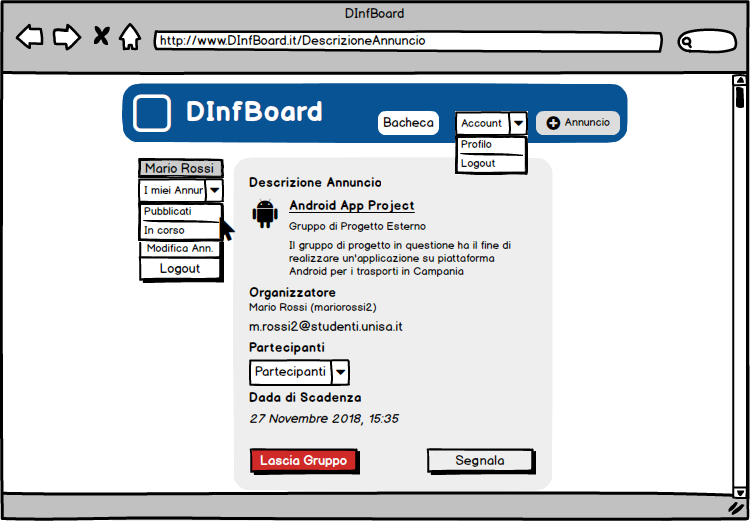 DInfBoard
http://www.DInfBoard.it/DescrizioneAnnuncio
DInfBoard
Bacheca
Account
Annuncio
Profilo
Logout
Mario Rossi
I miei Annur
Pubblicati
In corso
Modifica Ann.
Logout
Descrizione Annuncio
Android App Project
Gruppo di Progetto Esterno
Il gruppo di progetto in questione ha il fine di
realizzare un'applicazione su piattaforma
Android per i trasporti in Campania
Organizzatore
Mario Rossi (mariorossi2)
m.rossi2@studenti.unisa.it
Partecipanti
Partecipanti
Dada di Scadenza
27 Novembre 2018, 15:35
Lascia Gruppo
Segnala